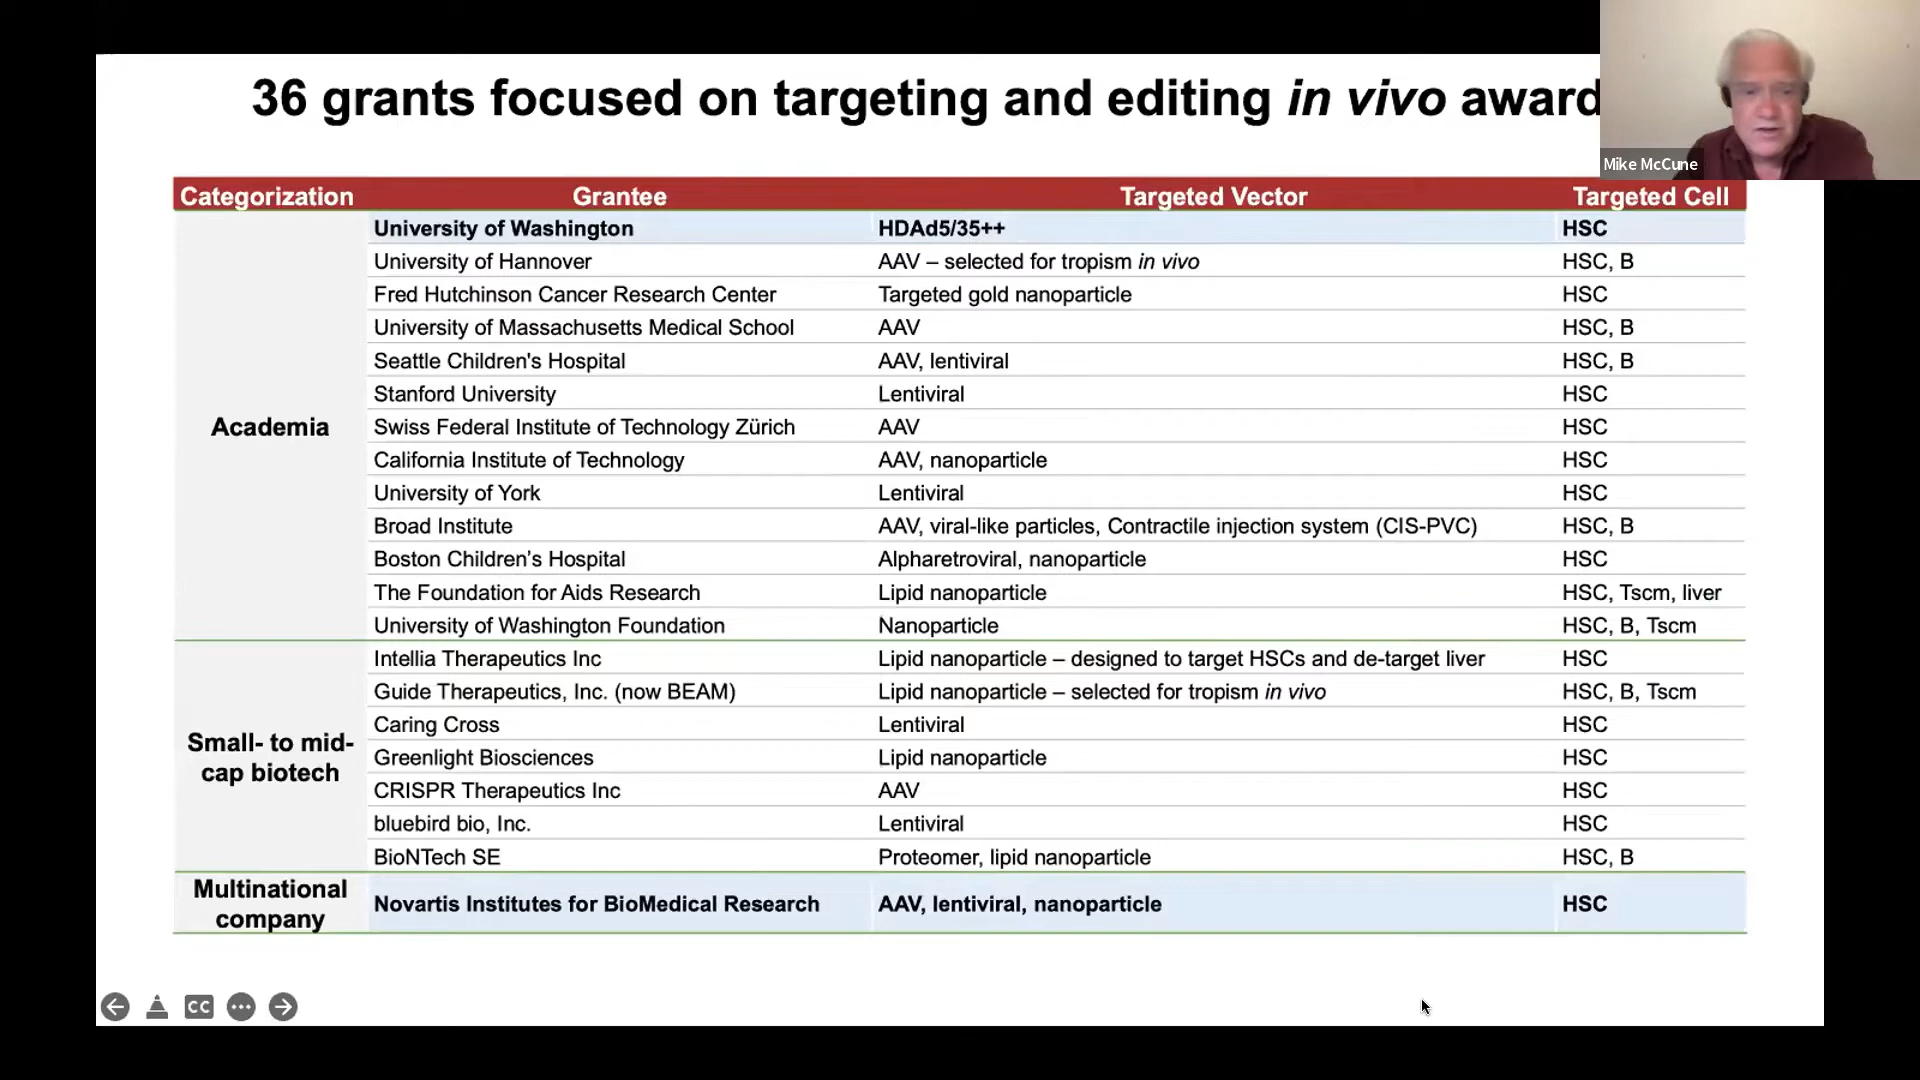 36 grants focused on targeting and editing in vivo award
Mike McCune
Categorization Grantee Targeted Vector Targeted Cell
Academia
University of Washington HDAd5/35++ HSC
University of Hannover AAV – selected for tropism in vivo HSC, B
Fred Hutchinson Cancer Research Center Targeted gold nanoparticle HSC
University of Massachusetts Medical School AAV HSC, B
Seattle Children's Hospital AAV, lentiviral HSC, B
Stanford University Lentiviral HSC
Swiss Federal Institute of Technology Zürich AAV HSC
California Institute of Technology AAV, nanoparticle HSC
University of York Lentiviral HSC
Broad Institute AAV, viral-like particles, Contractile injection system (CIS-PVC) HSC, B
Boston Children’s Hospital Alpharetroviral, nanoparticle HSC
The Foundation for Aids Research Lipid nanoparticle HSC, Tscm, liver
University of Washington Foundation Nanoparticle HSC, B, Tscm
Small- to mid-
cap biotech
Intellia Therapeutics Inc Lipid nanoparticle – designed to target HSCs and de-target liver HSC
Guide Therapeutics, Inc. (now BEAM) Lipid nanoparticle – selected for tropism in vivo HSC, B, Tscm
Caring Cross Lentiviral HSC
Greenlight Biosciences Lipid nanoparticle HSC
CRISPR Therapeutics Inc AAV HSC
bluebird bio, Inc. Lentiviral HSC
BioNTech SE Proteomer, lipid nanoparticle HSC, B
Multinational
company
Novartis Institutes for BioMedical Research AAV, lentiviral, nanoparticle HSC
CC